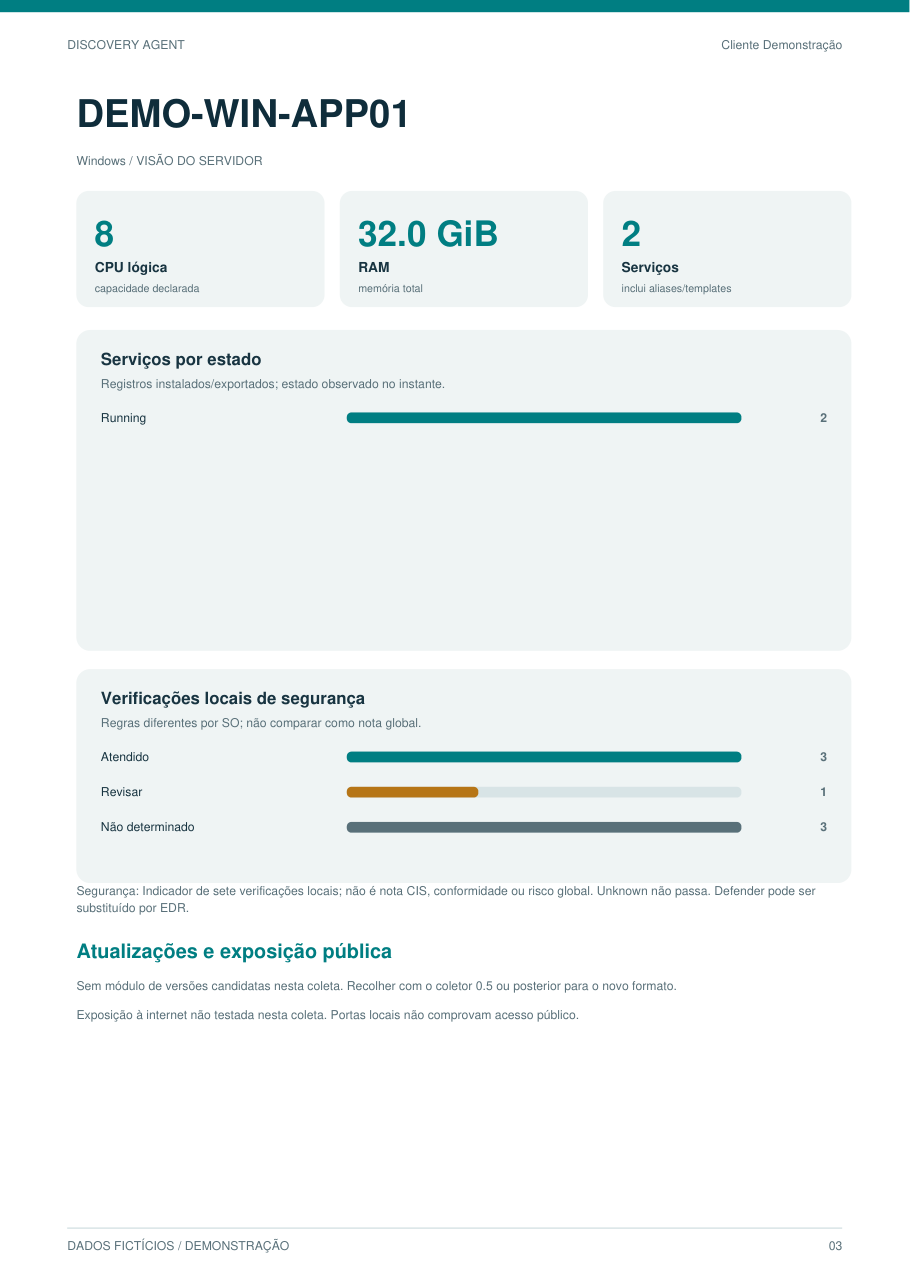 DISCOVERY AGENT
Cliente Demonstração
DEMO-WIN-APP01
Windows / VISÃO DO SERVIDOR
8
CPU lógica
capacidade declarada
32.0 GiB
RAM
memória total
2
Serviços
inclui aliases/templates
Serviços por estado
Registros instalados/exportados; estado observado no instante.
Running 2
Verificações locais de segurança
Regras diferentes por SO; não comparar como nota global.
Atendido 3
Revisar 1
Não determinado 3
Segurança: Indicador de sete verificações locais; não é nota CIS, conformidade ou risco global. Unknown não passa. Defender pode ser
substituído por EDR.
Atualizações e exposição pública
Sem módulo de versões candidatas nesta coleta. Recolher com o coletor 0.5 ou posterior para o novo formato.
Exposição à internet não testada nesta coleta. Portas locais não comprovam acesso público.
DADOS FICTÍCIOS / DEMONSTRAÇÃO
03